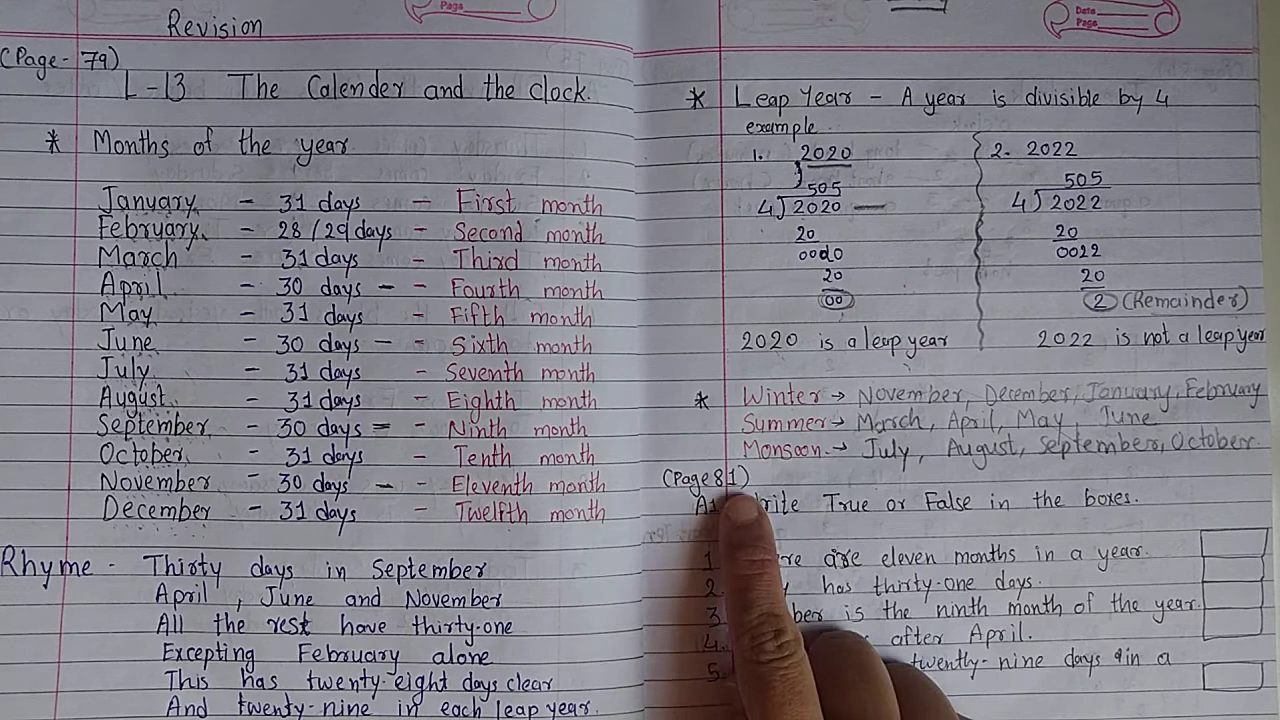 Page
Revision
(Page - 79)
L-13 The Calender and the clock.
* Months of the year
January - 31 days - First month
February - 28/29 days - Second month
March - 31 days - Third month
April - 30 days - - Fourth month
May - 31 days - Fifth month
June - 30 days - - Sixth month
July - 31 days - Seventh month
August - 31 days - Eighth month
September - 30 days = - Ninth month
October - 31 days - Tenth month
November - 30 days - - Eleventh month
December - 31 days - Twelfth month
Rhyme - Thirty days in September
April, June and November
All the rest have thirty-one
Excepting February alone
This has twenty-eight days clear
And twenty-nine in each leap year.
Date
Page
* Leap Year - A year is divisible by 4
example
1. 2020
505
4)2020
20
0020
20
00
2020 is a leap year
2. 2022
505
4)2022
20
0022
20
2 (Remainder)
2022 is not a leap year
* Winter → November, December, January, February
Summer → March, April, May, June
Monsoon → July, August, September, October
(Page 81)
True or False in the boxes.
1 are eleven months in a year.
2. has thirty-one days.
3 is the ninth month of the year.
4. after April.
5. twently-nine days in a